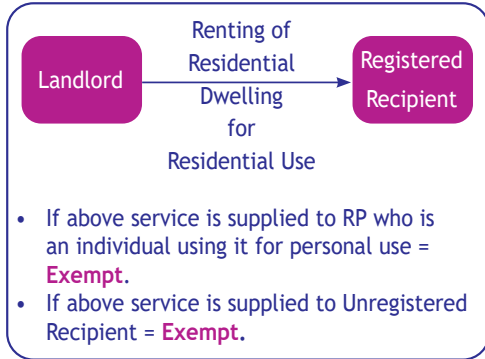 Landlord
Renting of
Residential
Dwelling
for
Residential Use
Registered
Recipient
• If above service is supplied to RP who is
an individual using it for personal use =
Exempt.
• If above service is supplied to Unregistered
Recipient = Exempt.